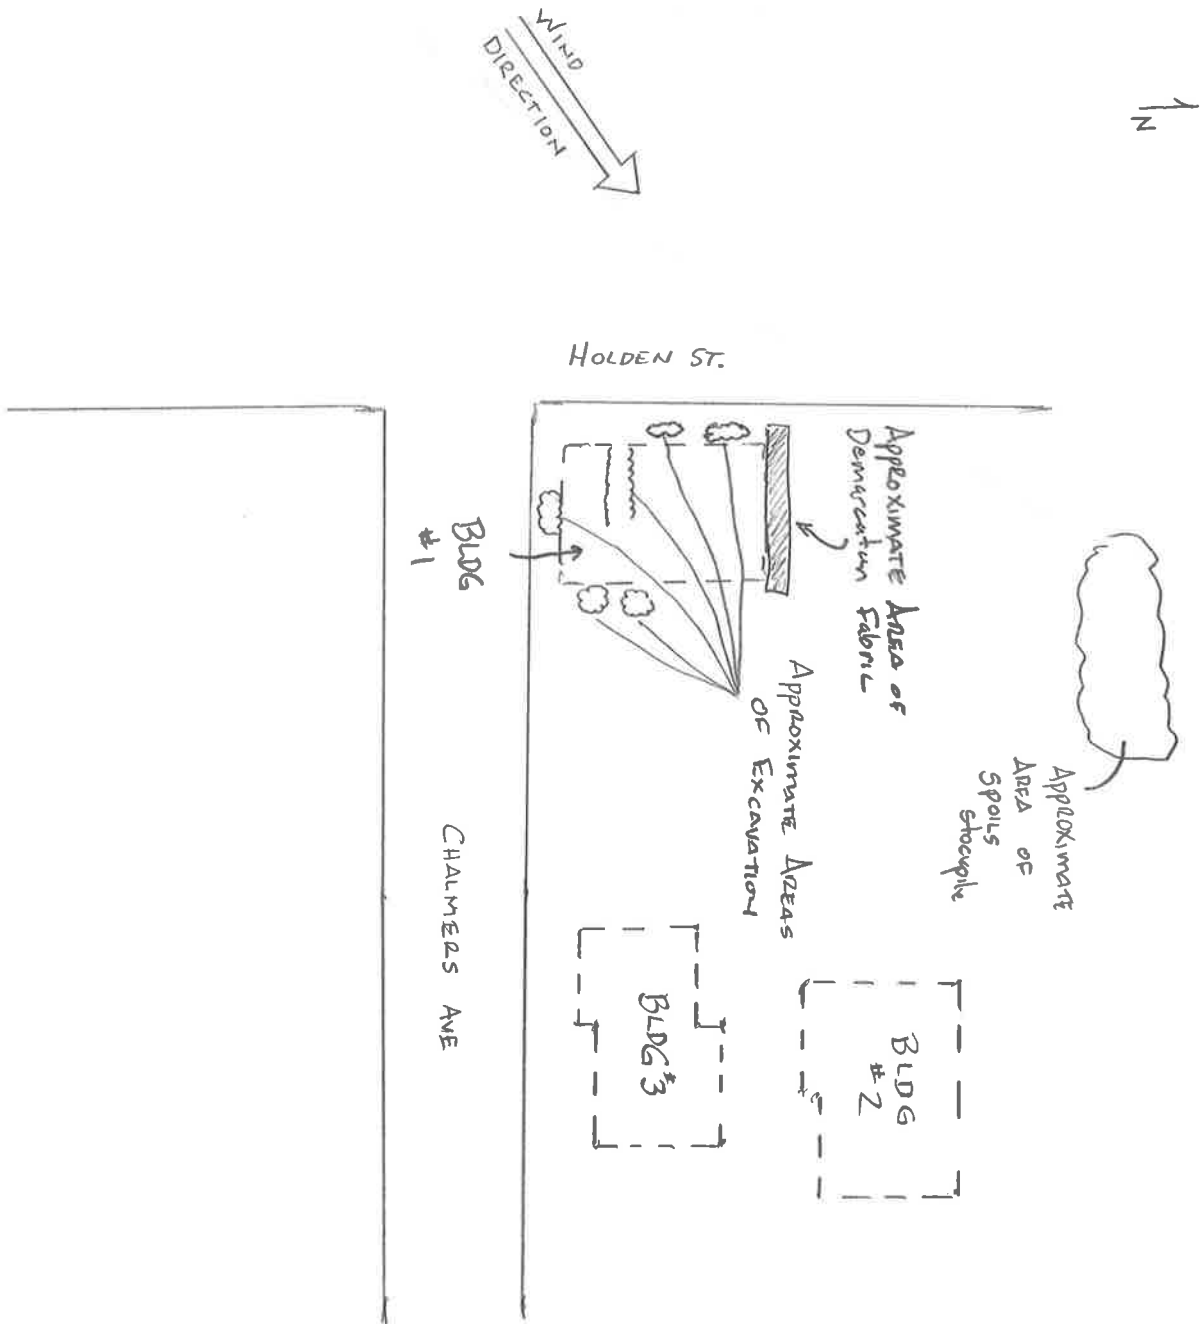 N
WIND
DIRECTION
HOLDEN ST.
Approximate AREA OF
Demarcation Fabric
APPROXIMATE
AREA OF
SPOILS
stockpile
Approximate AREAS
OF EXCAVATION
BLDG
#1
BLDG
#2
BLDG #3
CHALMERS AVE